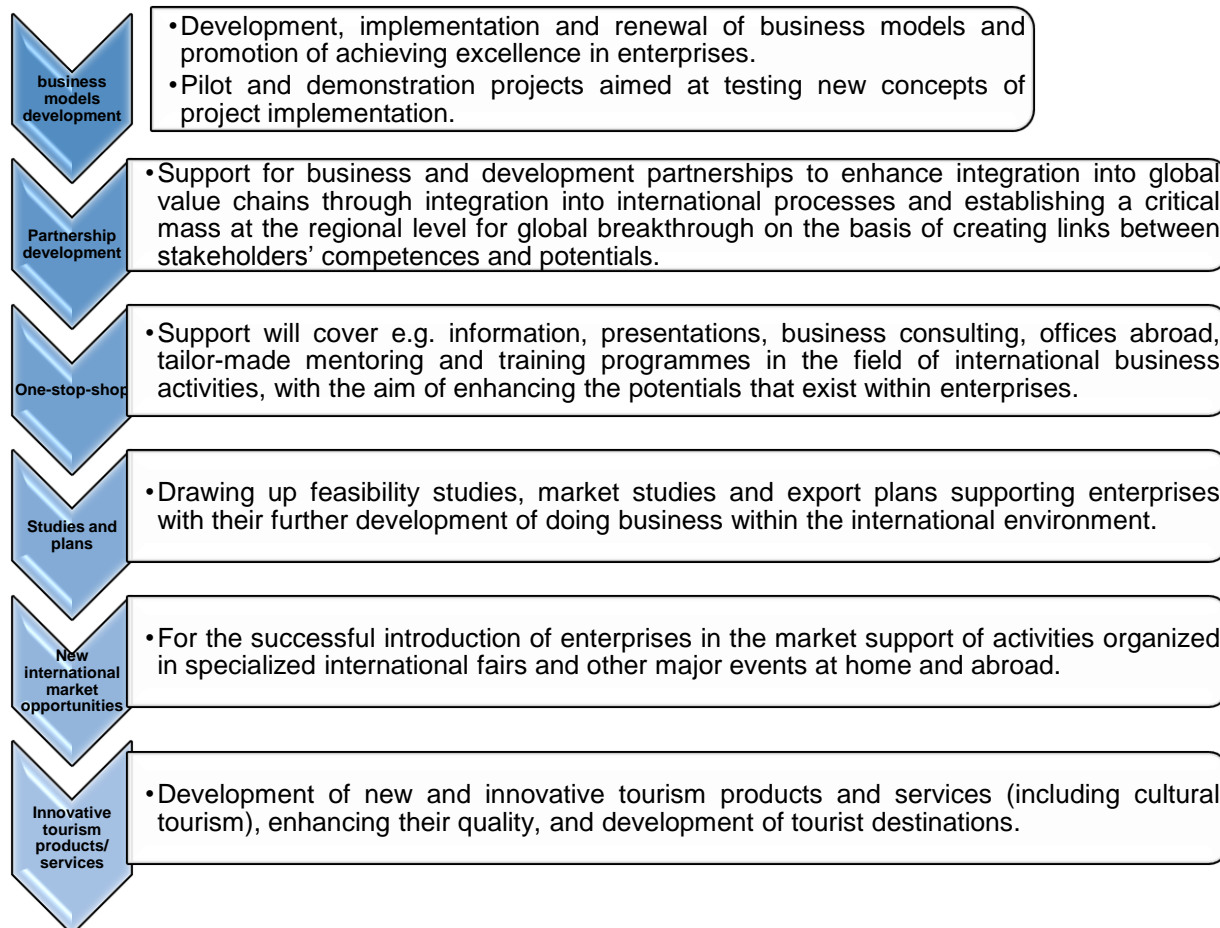 business
models
development
•Development, implementation and renewal of business models and
promotion of achieving excellence in enterprises.
•Pilot and demonstration projects aimed at testing new concepts of
project implementation.
Partnership
development
•Support for business and development partnerships to enhance integration into global
value chains through integration into international processes and establishing a critical
mass at the regional level for global breakthrough on the basis of creating links between
stakeholders’ competences and potentials.
One-stop-shop
•Support will cover e.g. information, presentations, business consulting, offices abroad,
tailor-made mentoring and training programmes in the field of international business
activities, with the aim of enhancing the potentials that exist within enterprises.
Studies and
plans
•Drawing up feasibility studies, market studies and export plans supporting enterprises
with their further development of doing business within the international environment.
New
international
market
opportunities
•For the successful introduction of enterprises in the market support of activities organized
in specialized international fairs and other major events at home and abroad.
Innovative
tourism
products/
services
•Development of new and innovative tourism products and services (including cultural
tourism), enhancing their quality, and development of tourist destinations.